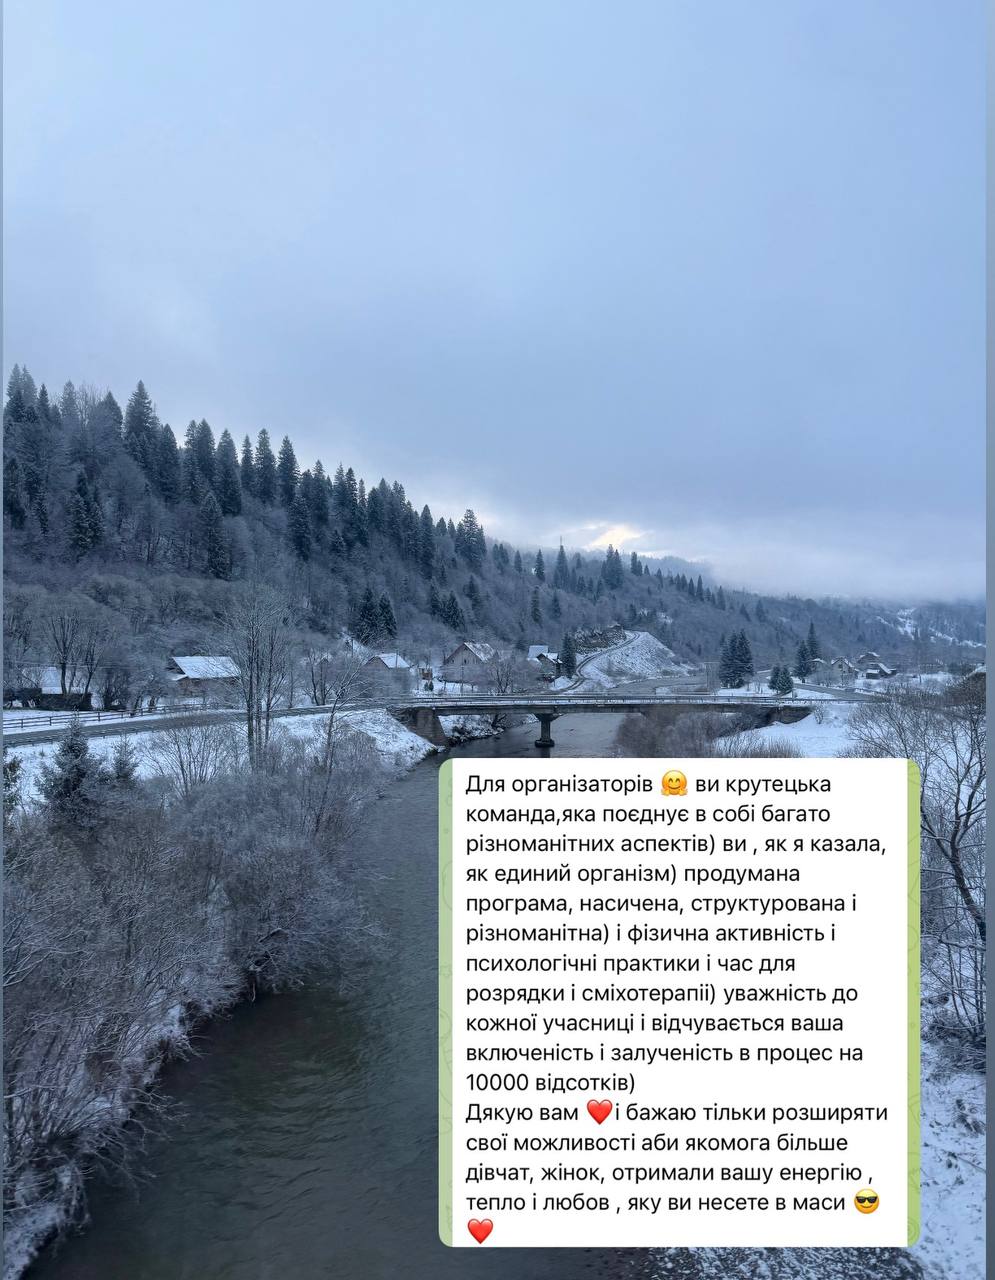 Для організаторів 🤗 ви крутецька
команда,яка поєднує в собі багато
різноманітних аспектів) ви , як я казала,
як единий організм) продумана
програма, насичена, структурована і
різноманітна) і фізична активність і
психологічні практики і час для
розрядки і сміхотерапіі) уважність до
кожної учасниці і відчувається ваша
включеність і залученість в процес на
10000 відсотків)
Дякую вам ❤️і бажаю тільки розширяти
свої можливості аби якомога більше
дівчат, жінок, отримали вашу енергію ,
тепло і любов , яку ви несете в маси 😎
❤️